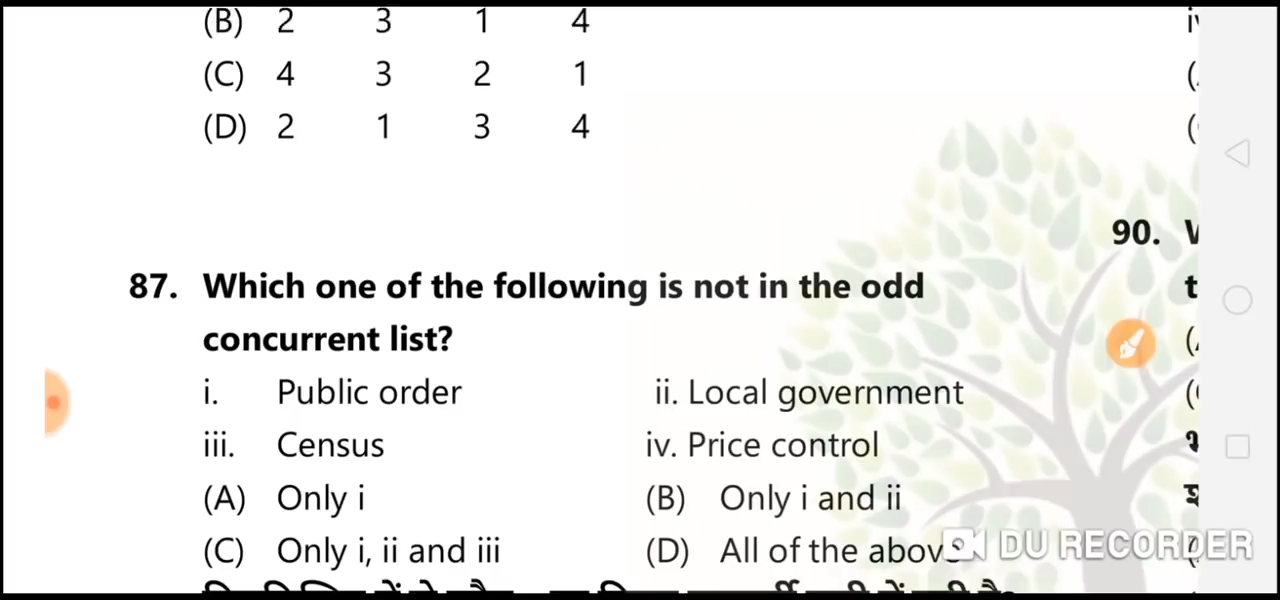 (B) 2 3 1 4
(C) 4 3 2 1
(D) 2 1 3 4
87. Which one of the following is not in the odd
concurrent list?
i. Public order ii. Local government
iii. Census iv. Price control
(A) Only i (B) Only i and ii
(C) Only i, ii and iii (D) All of the above
90.
DU RECORDER